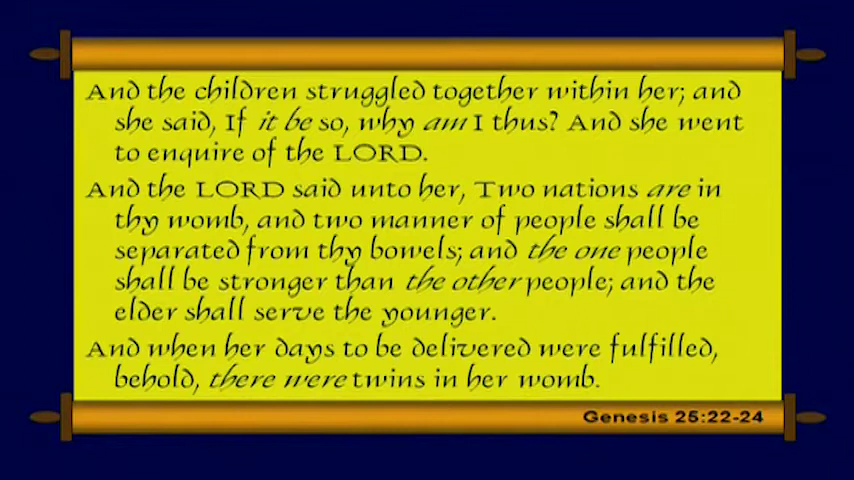 And the children struggled together within her; and
she said, If it be so, why am I thus? And she went
to enquire of the LORD.
And the LORD said unto her, Two nations are in
thy womb, and two manner of people shall be
separated from thy bowels; and the one people
shall be stronger than the other people; and the
elder shall serve the younger.
And when her days to be delivered were fulfilled,
behold, there were twins in her womb.
Genesis 25:22-24